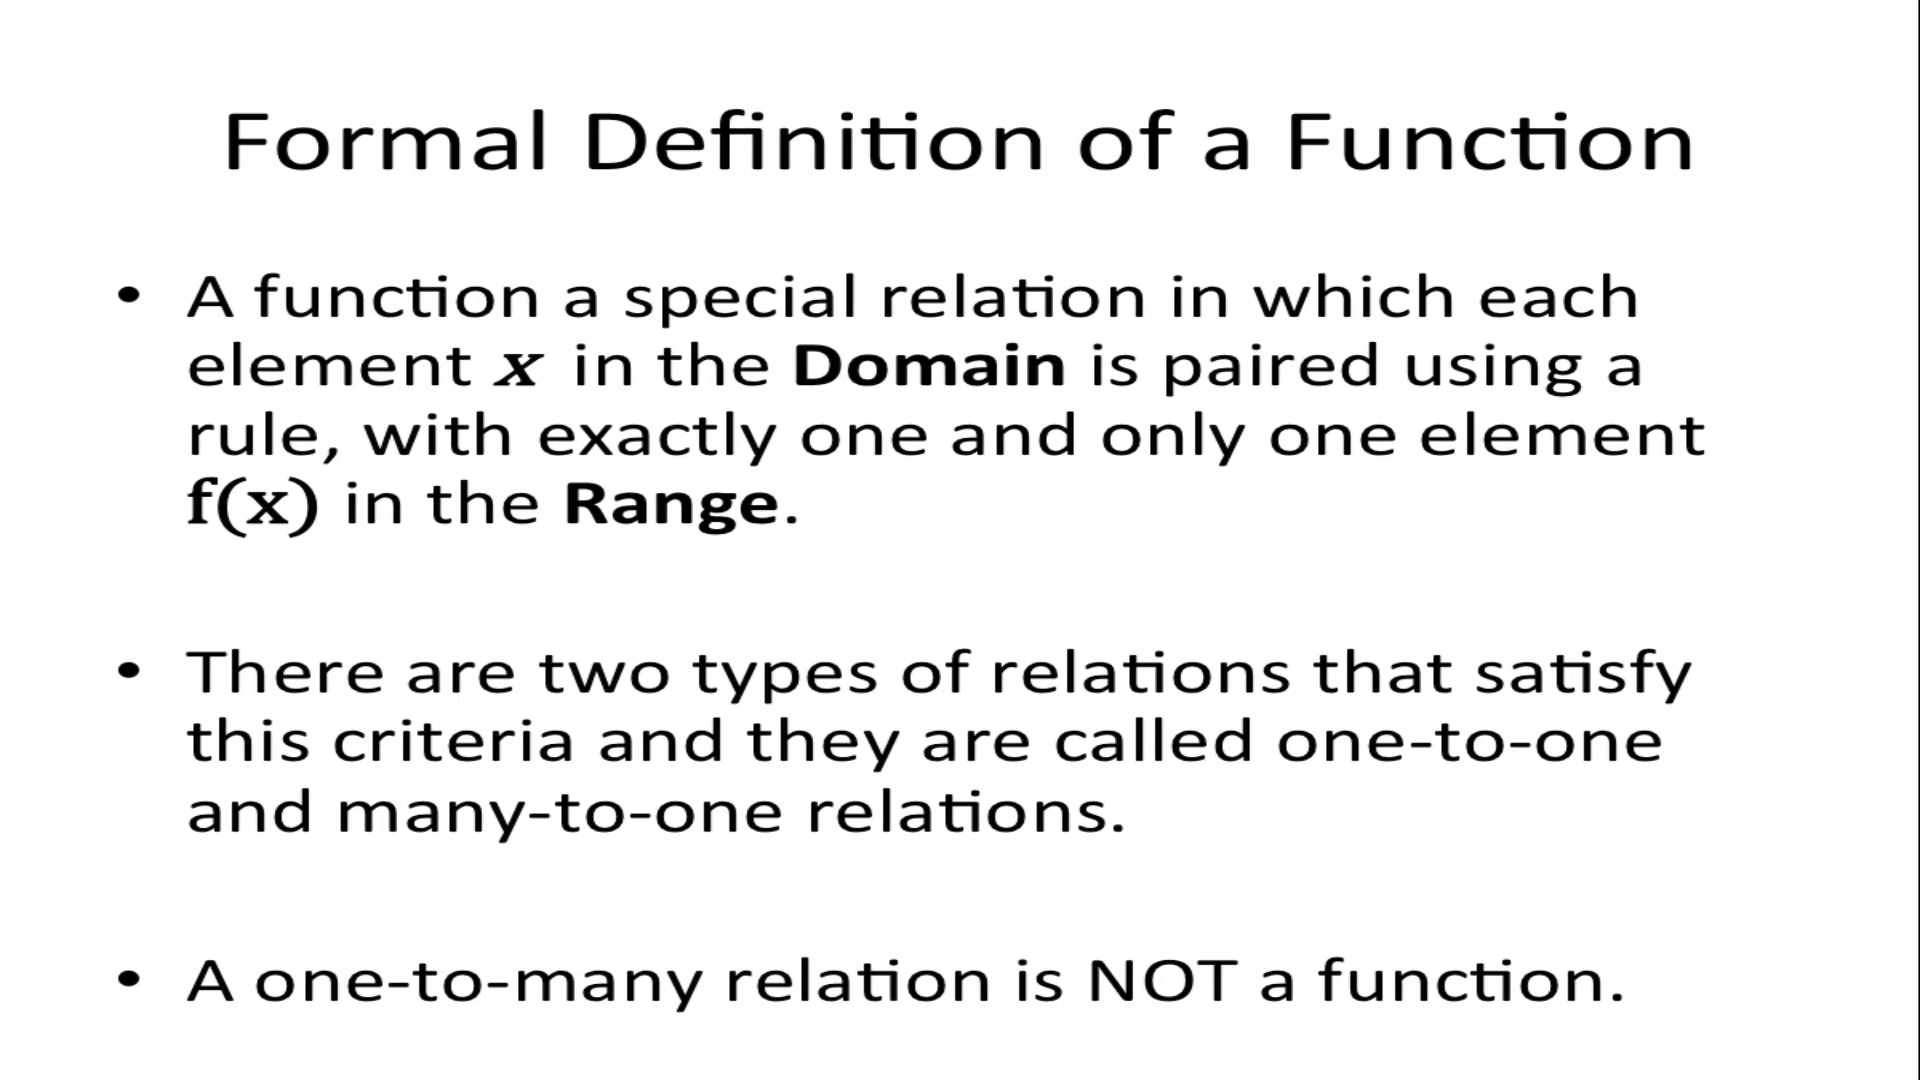 Formal Definition of a Function
• A function a special relation in which each
element x in the Domain is paired using a
rule, with exactly one and only one element
f(x) in the Range.
• There are two types of relations that satisfy
this criteria and they are called one-to-one
and many-to-one relations.
• A one-to-many relation is NOT a function.